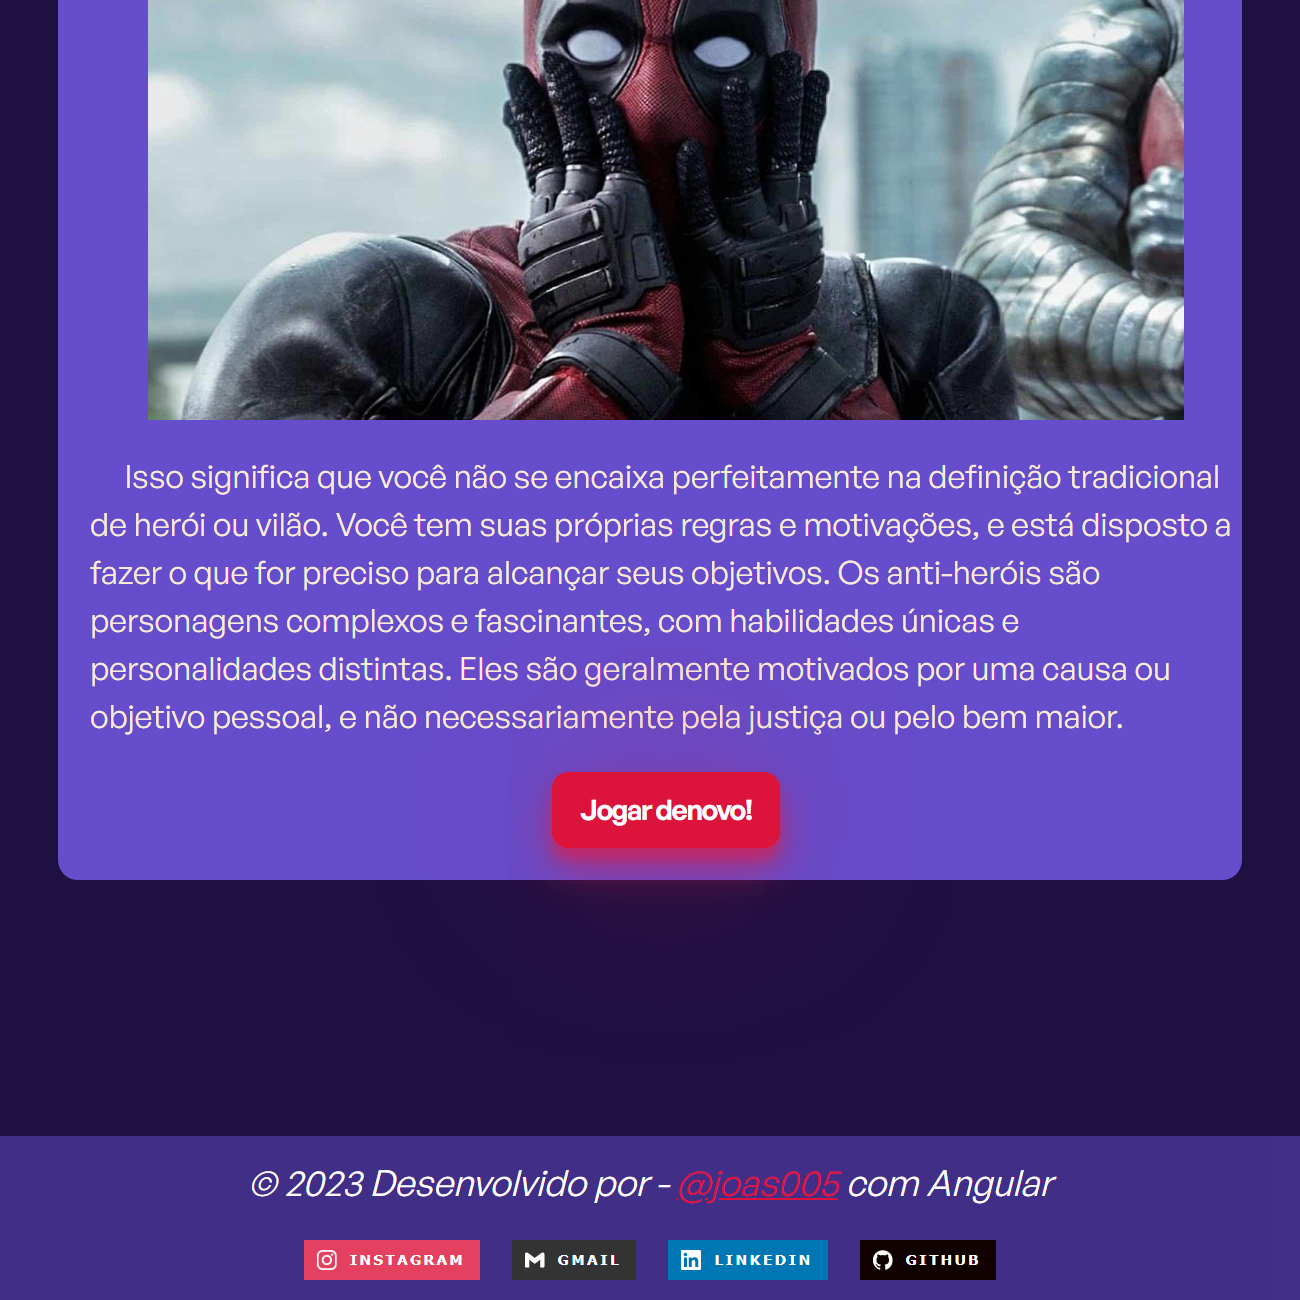 Isso significa que você não se encaixa perfeitamente na definição tradicional
de herói ou vilão. Você tem suas próprias regras e motivações, e está disposto a
fazer o que for preciso para alcançar seus objetivos. Os anti-heróis são
personagens complexos e fascinantes, com habilidades únicas e
personalidades distintas. Eles são geralmente motivados por uma causa ou
objetivo pessoal, e não necessariamente pela justiça ou pelo bem maior.
Jogar denovo!
© 2023 Desenvolvido por - @joas005 com Angular
INSTAGRAM GMAIL LINKEDIN GITHUB